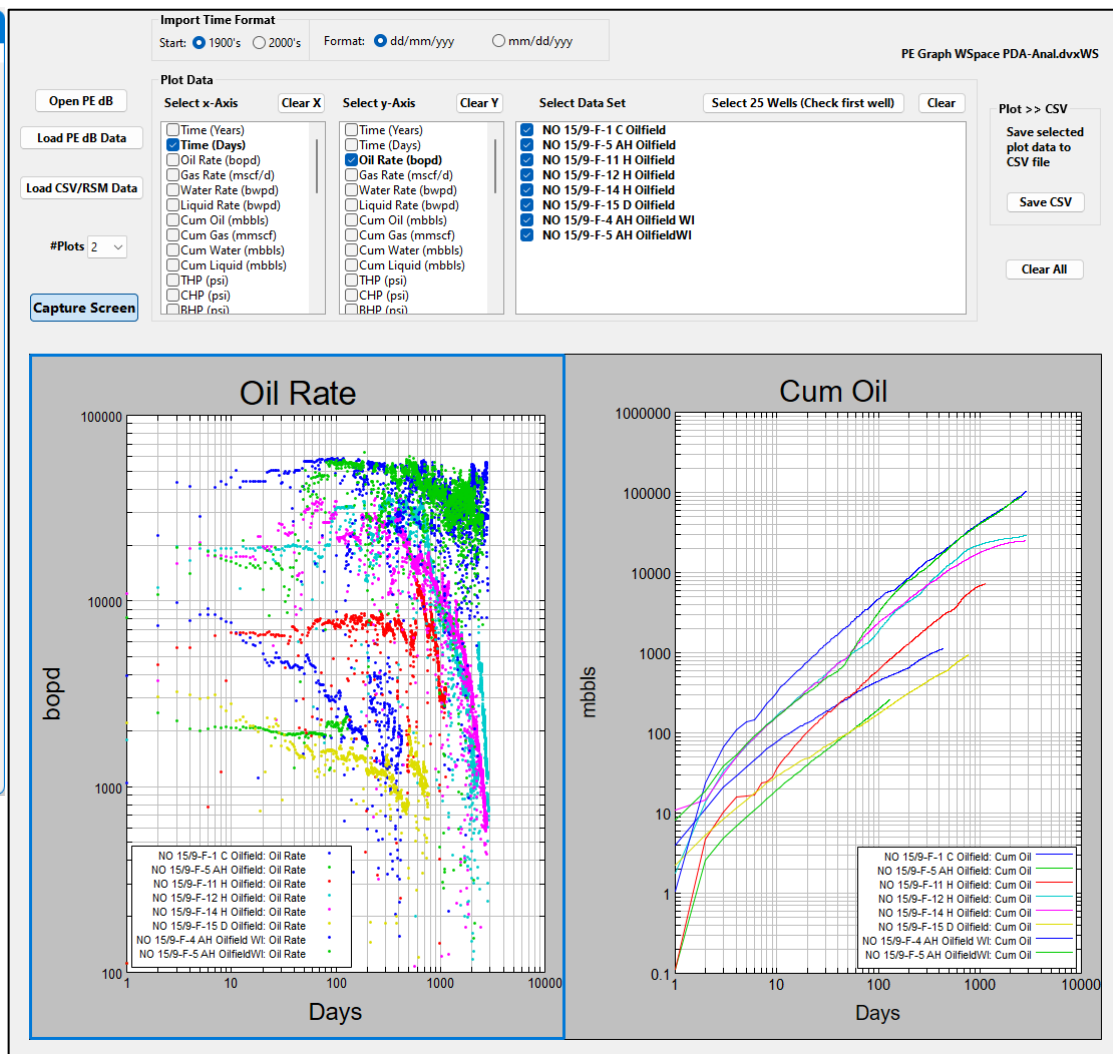 Import Time Format
Start: 1900's 2000's Format: dd/mm/yyy mm/dd/yyy
PE Graph WSpace PDA-Anal.dvxWS
Plot Data
Open PE dB
Load PE dB Data
Load CSV/RSM Data
#Plots 2
Capture Screen
Select x-Axis Clear X
Time (Years)
Time (Days)
Oil Rate (bopd)
Gas Rate (mscf/d)
Water Rate (bwpd)
Liquid Rate (bwpd)
Cum Oil (mbbls)
Cum Gas (mmscf)
Cum Water (mbbls)
Cum Liquid (mbbls)
THP (psi)
CHP (psi)
BHP (psi)
Select y-Axis Clear Y
Time (Years)
Time (Days)
Oil Rate (bopd)
Gas Rate (mscf/d)
Water Rate (bwpd)
Liquid Rate (bwpd)
Cum Oil (mbbls)
Cum Gas (mmscf)
Cum Water (mbbls)
Cum Liquid (mbbls)
THP (psi)
CHP (psi)
BHP (psi)
Select Data Set Select 25 Wells (Check first well) Clear
NO 15/9-F-1 C Oilfield
NO 15/9-F-5 AH Oilfield
NO 15/9-F-11 H Oilfield
NO 15/9-F-12 H Oilfield
NO 15/9-F-14 H Oilfield
NO 15/9-F-15 D Oilfield
NO 15/9-F-4 AH Oilfield WI
NO 15/9-F-5 AH OilfieldWI
Plot >> CSV
Save selected
plot data to
CSV file
Save CSV
Clear All
Oil Rate
100000
10000
1000
100
bopd
NO 15/9-F-1 C Oilfield: Oil Rate
NO 15/9-F-5 AH Oilfield: Oil Rate
NO 15/9-F-11 H Oilfield: Oil Rate
NO 15/9-F-12 H Oilfield: Oil Rate
NO 15/9-F-14 H Oilfield: Oil Rate
NO 15/9-F-15 D Oilfield: Oil Rate
NO 15/9-F-4 AH Oilfield WI: Oil Rate
NO 15/9-F-5 AH OilfieldWI: Oil Rate
1 10 100 1000 10000
Days
Cum Oil
1000000
100000
10000
1000
100
10
1
0.1
mbbls
NO 15/9-F-1 C Oilfield: Cum Oil
NO 15/9-F-5 AH Oilfield: Cum Oil
NO 15/9-F-11 H Oilfield: Cum Oil
NO 15/9-F-12 H Oilfield: Cum Oil
NO 15/9-F-14 H Oilfield: Cum Oil
NO 15/9-F-15 D Oilfield: Cum Oil
NO 15/9-F-4 AH Oilfield WI: Cum Oil
NO 15/9-F-5 AH OilfieldWI: Cum Oil
1 10 100 1000 10000
Days